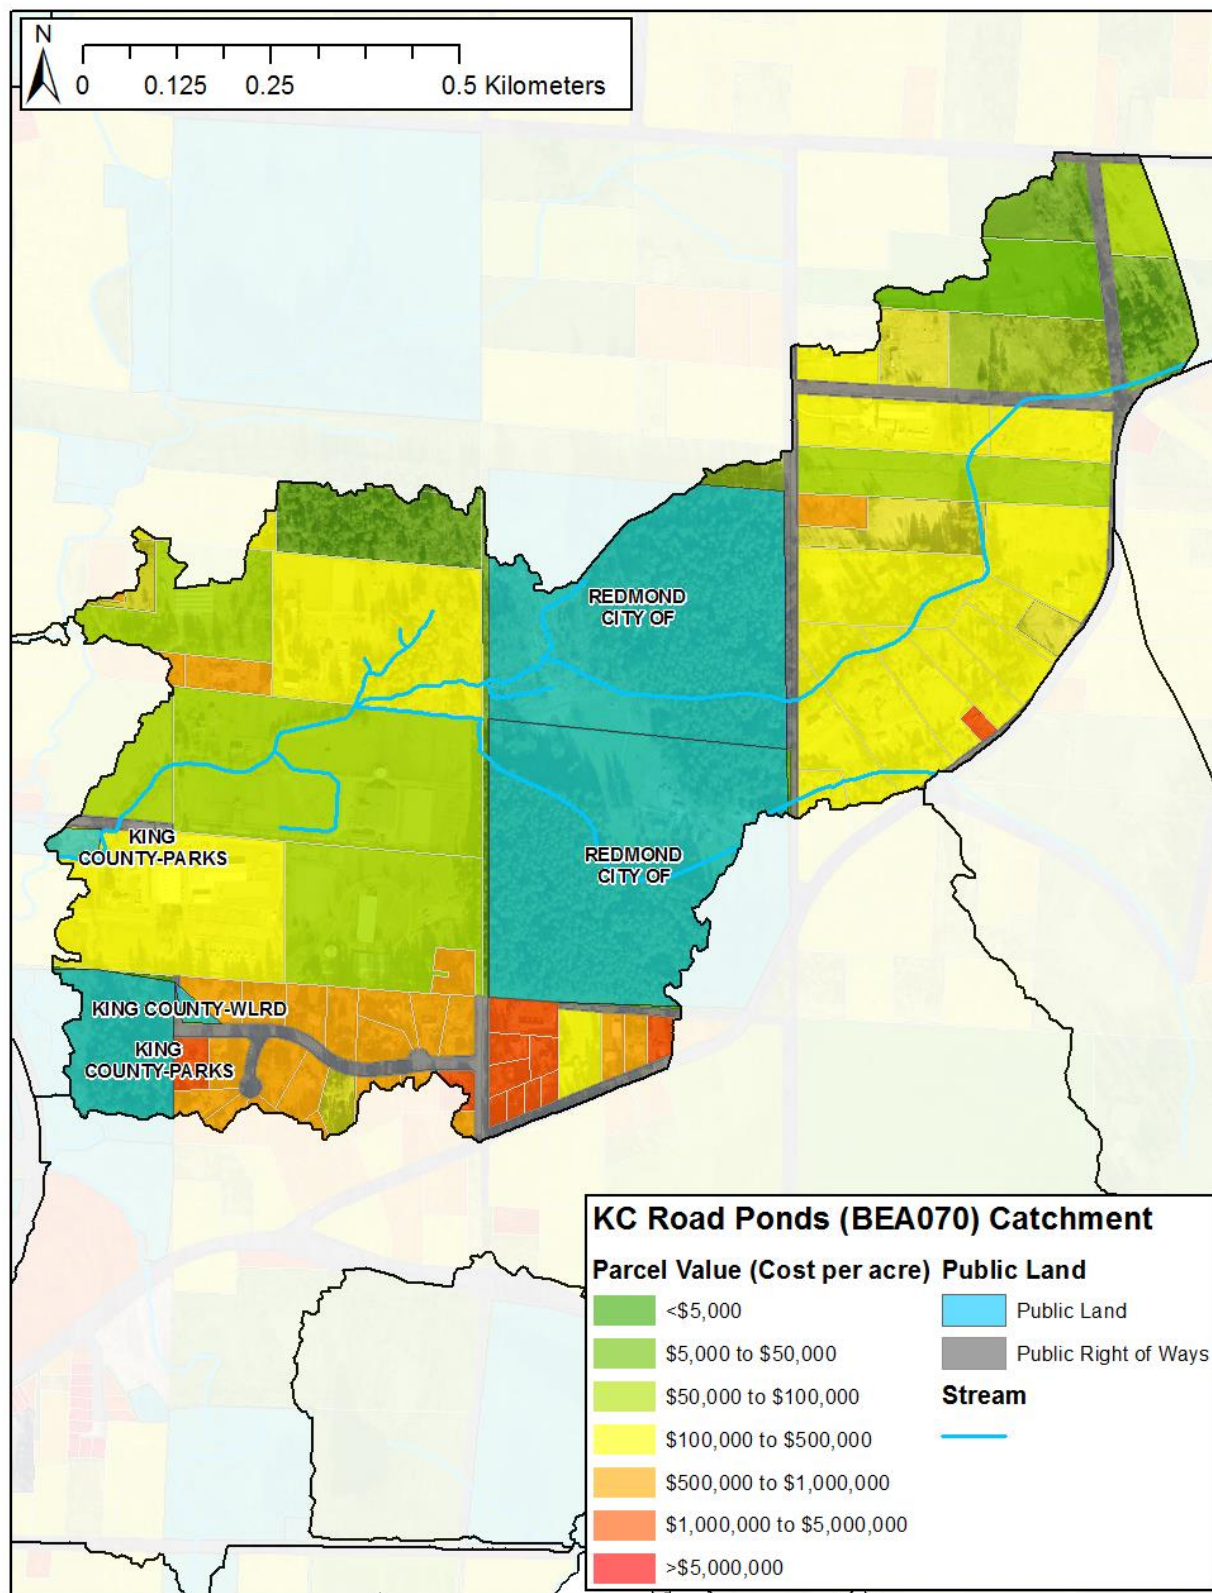 N
0 0.125 0.25 0.5 Kilometers
REDMOND
CITY OF
KING
COUNTY-PARKS
REDMOND
CITY OF
KING COUNTY-WLRD
KING
COUNTY-PARKS
KC Road Ponds (BEA070) Catchment
Parcel Value (Cost per acre)
<$5,000
$5,000 to $50,000
$50,000 to $100,000
$100,000 to $500,000
$500,000 to $1,000,000
$1,000,000 to $5,000,000
>$5,000,000
Public Land
Public Land
Public Right of Ways
Stream